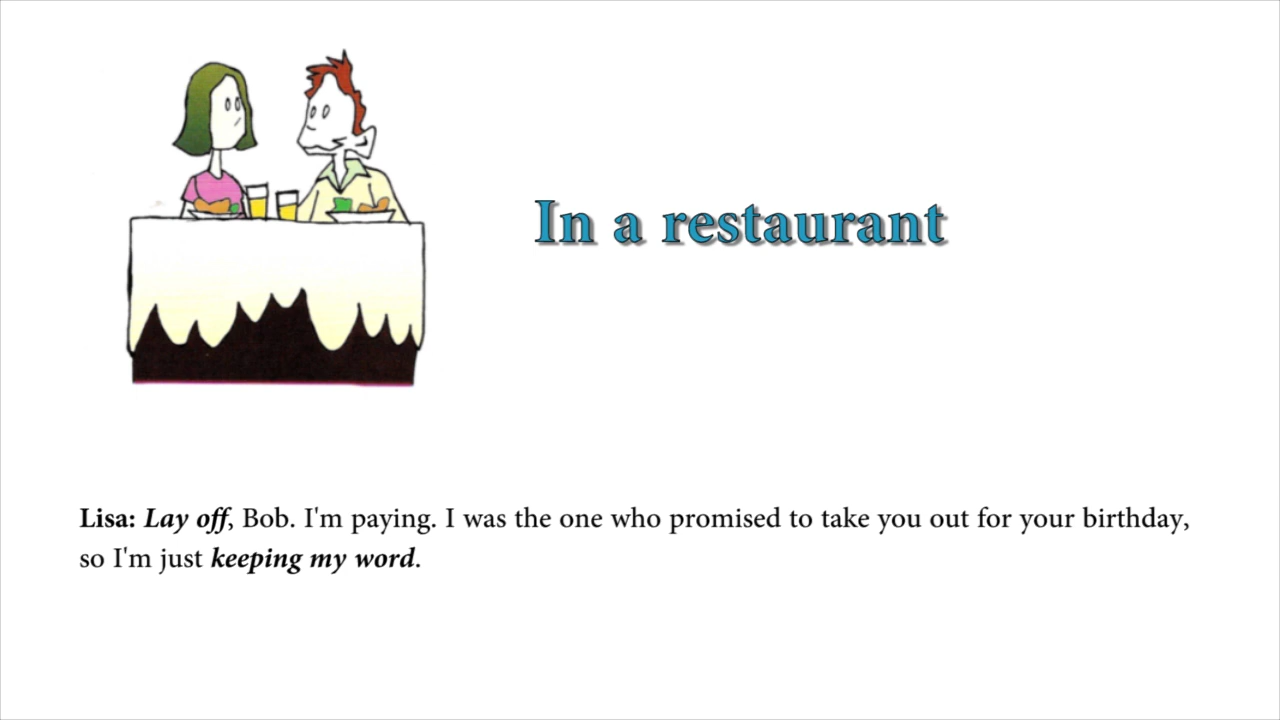 In a restaurant
Lisa: Lay off, Bob. I'm paying. I was the one who promised to take you out for your birthday,
so I'm just keeping my word.